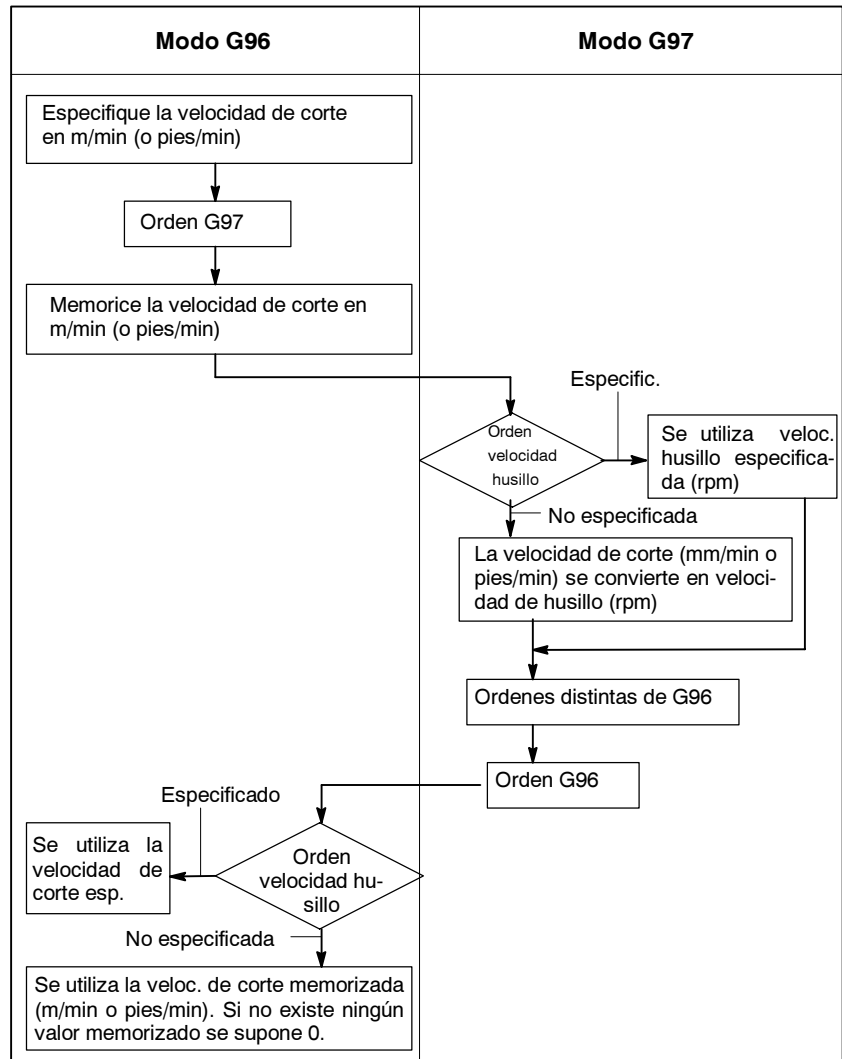 Modo G96
Modo G97
Especifique la velocidad de corte
en m/min (o pies/min)
Orden G97
Memorice la velocidad de corte en
m/min (o pies/min)
Especific.
Orden
velocidad
husillo
Se utiliza veloc.
husillo especifica-
da (rpm)
No especificada
La velocidad de corte (mm/min o
pies/min) se convierte en veloci-
dad de husillo (rpm)
Ordenes distintas de G96
Orden G96
Especificado
Se utiliza la
velocidad de
corte esp.
Orden
velocidad hu-
sillo
No especificada
Se utiliza la veloc. de corte memorizada
(m/min o pies/min). Si no existe ningún
valor memorizado se supone 0.